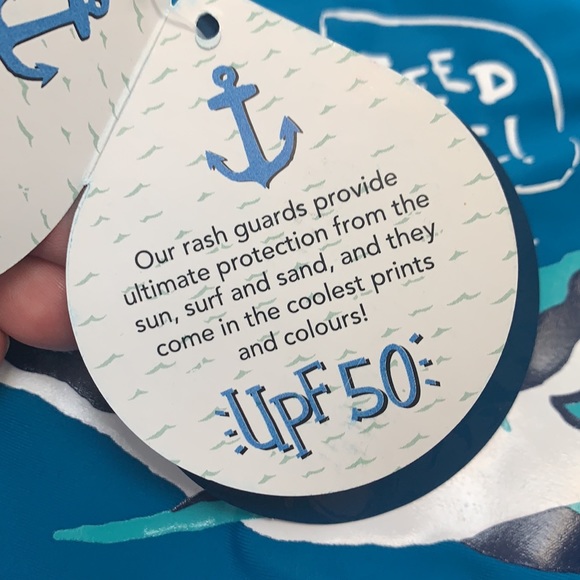 Our rash guards provide
ultimate protection from the
sun, surf and sand, and they
come in the coolest prints
and colours!
UPF 50